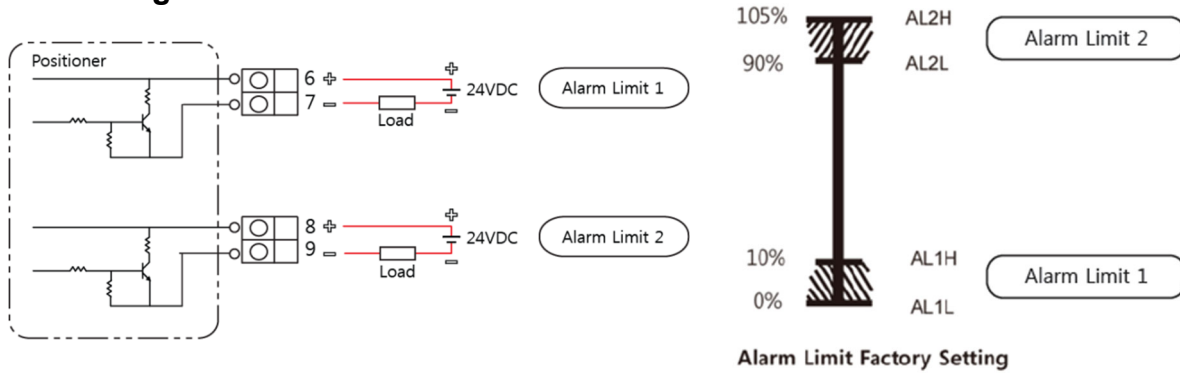 Positioner
6 +
7 −
+
24VDC
−
Load
Alarm Limit 1
8 +
9 −
+
24VDC
−
Load
Alarm Limit 2
105% AL2H
90% AL2L
Alarm Limit 2
10% AL1H
0% AL1L
Alarm Limit 1
Alarm Limit Factory Setting